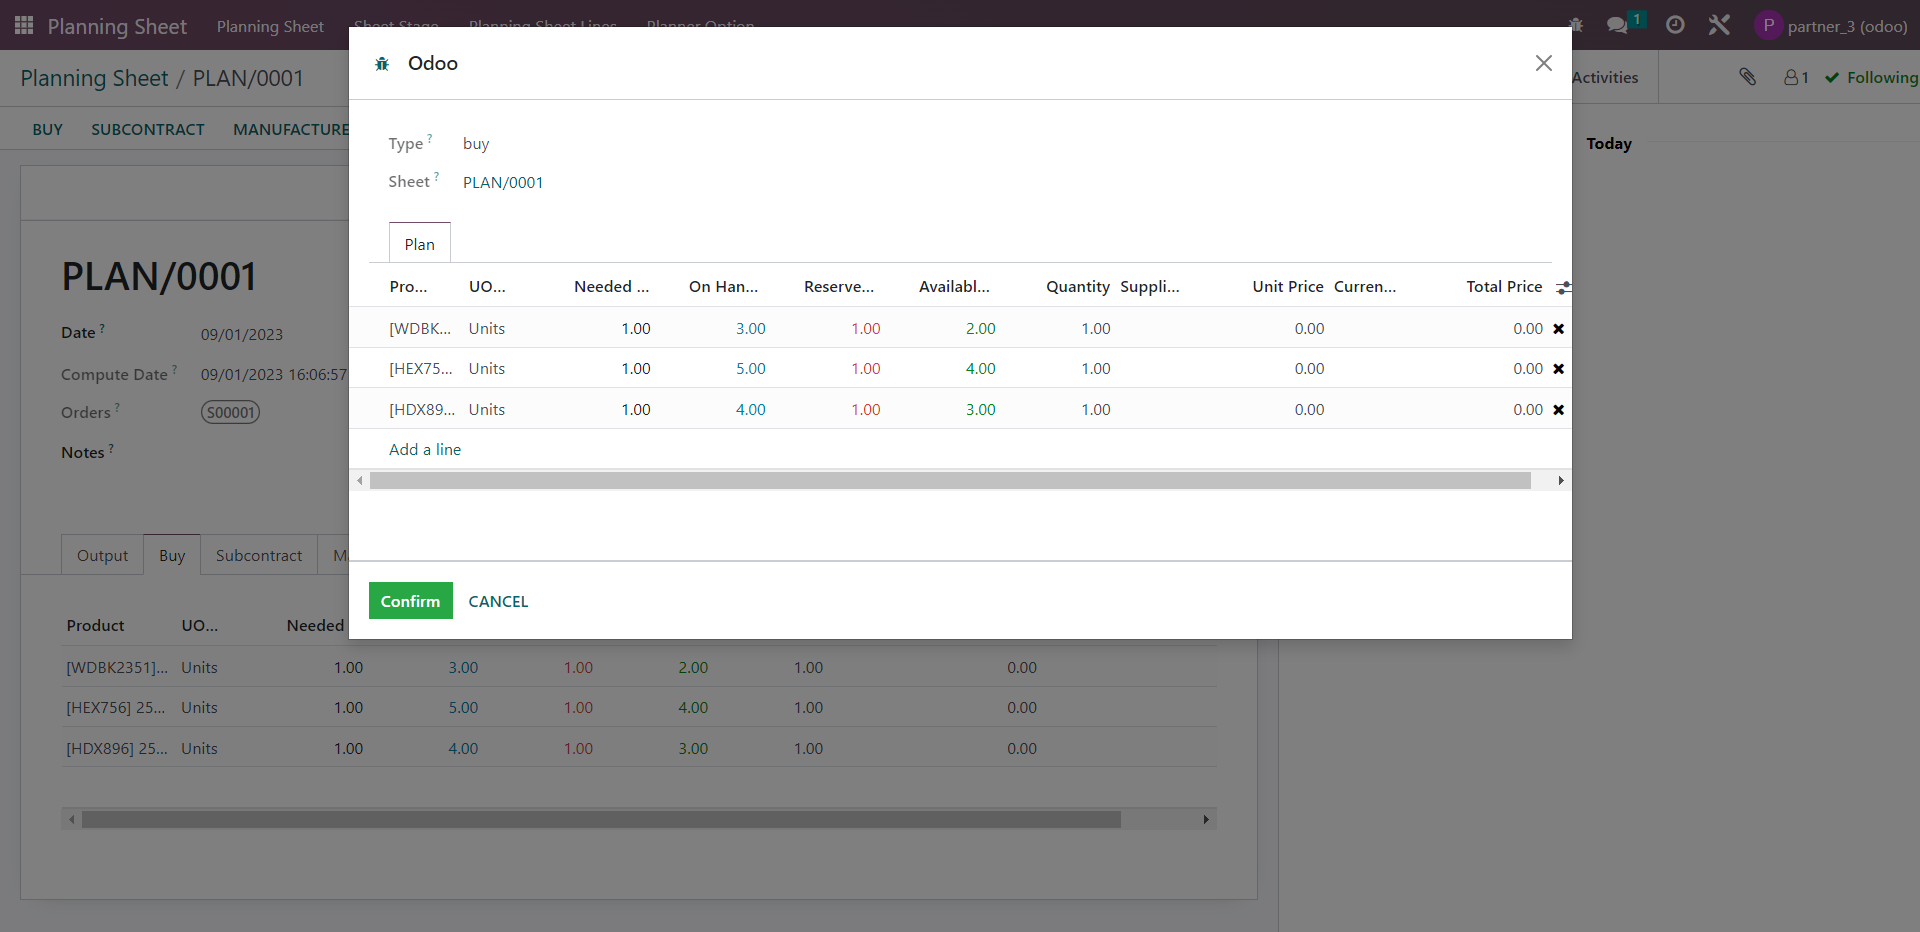 Planning Sheet Planning Sheet Sheet Stage Planning Sheet Lines Planner Option 1 P partner_3 (odoo)
Planning Sheet / PLAN/0001 Activities 1 Following
BUY SUBCONTRACT MANUFACTURE
Today
Odoo
Type ? buy
Sheet ? PLAN/0001
Plan
Pro... UO... Needed ... On Han... Reserve... Availabl... Quantity Suppli... Unit Price Curren... Total Price
[WDBK... Units 1.00 3.00 1.00 2.00 1.00 0.00 0.00
[HEX75... Units 1.00 5.00 1.00 4.00 1.00 0.00 0.00
[HDX89... Units 1.00 4.00 1.00 3.00 1.00 0.00 0.00
Add a line
Confirm CANCEL
PLAN/0001
Date ? 09/01/2023
Compute Date ? 09/01/2023 16:06:57
Orders ? S00001
Notes ?
Output Buy Subcontract
Product UO... Needed
[WDBK2351]... Units 1.00 3.00 1.00 2.00 1.00 0.00
[HEX756] 25... Units 1.00 5.00 1.00 4.00 1.00 0.00
[HDX896] 25... Units 1.00 4.00 1.00 3.00 1.00 0.00